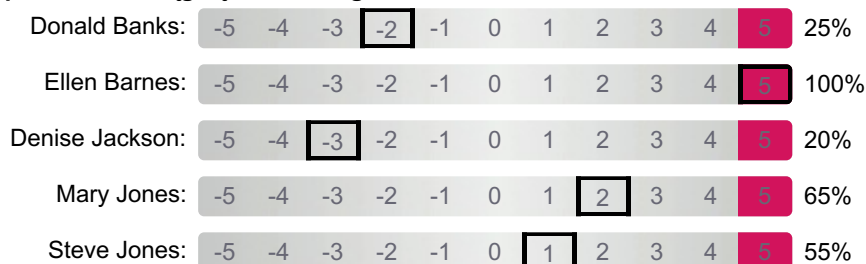 Donald Banks: -5 -4 -3 -2 -1 0 1 2 3 4 5 25%
Ellen Barnes: -5 -4 -3 -2 -1 0 1 2 3 4 5 100%
Denise Jackson: -5 -4 -3 -2 -1 0 1 2 3 4 5 20%
Mary Jones: -5 -4 -3 -2 -1 0 1 2 3 4 5 65%
Steve Jones: -5 -4 -3 -2 -1 0 1 2 3 4 5 55%